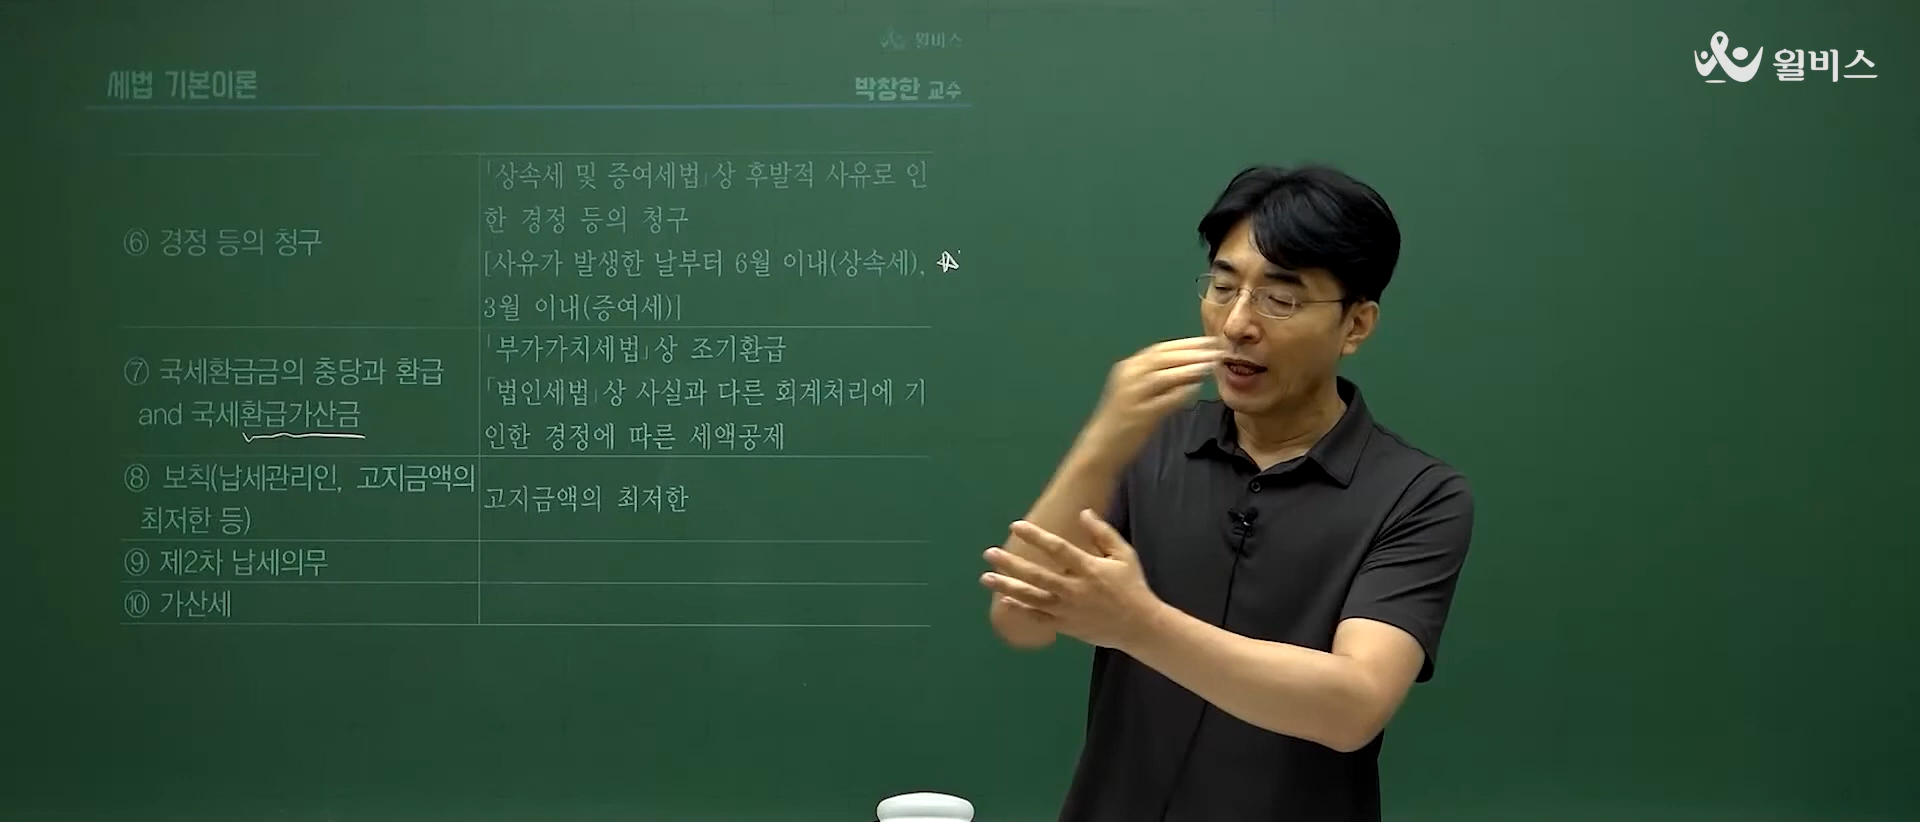 윌비스
윌비스
세법 기본이론
박창한 교수
⑥ 경정 등의 청구
「상속세 및 증여세법」상 후발적 사유로 인
한 경정 등의 청구
[사유가 발생한 날부터 6월 이내(상속세),
3월 이내(증여세)]
⑦ 국세환급금의 충당과 환급
and 국세환급가산금
「부가가치세법」상 조기환급
「법인세법」상 사실과 다른 회계처리에 기
인한 경정에 따른 세액공제
⑧ 보칙(납세관리인, 고지금액의
최저한 등)
고지금액의 최저한
⑨ 제2차 납세의무
⑩ 가산세